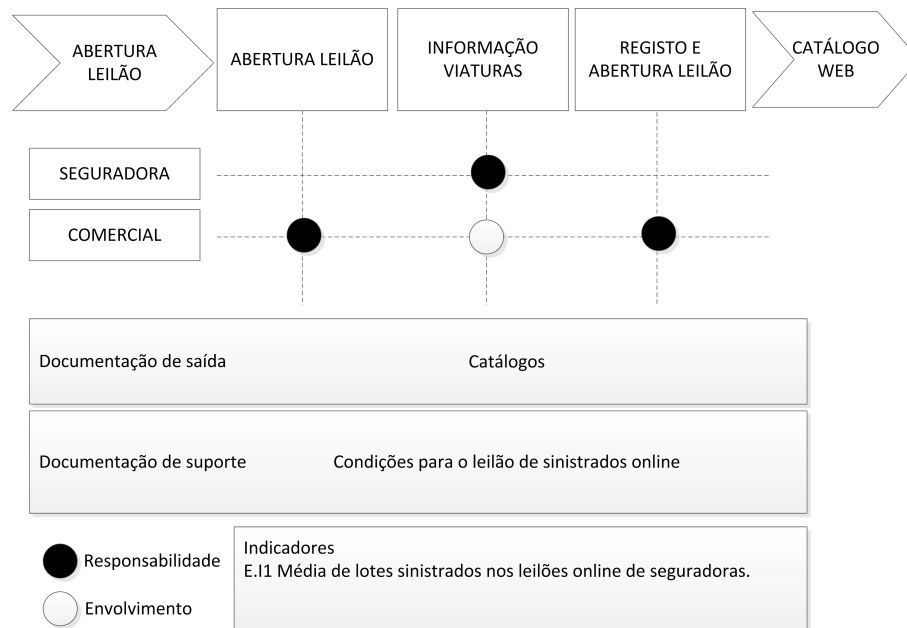 ABERTURA
LEILÃO
ABERTURA LEILÃO
INFORMAÇÃO
VIATURAS
REGISTO E
ABERTURA LEILÃO
CATÁLOGO
WEB
SEGURADORA
COMERCIAL
Documentação de saída
Catálogos
Documentação de suporte
Condições para o leilão de sinistrados online
Responsabilidade
Envolvimento
Indicadores
E.I1 Média de lotes sinistrados nos leilões online de seguradoras.